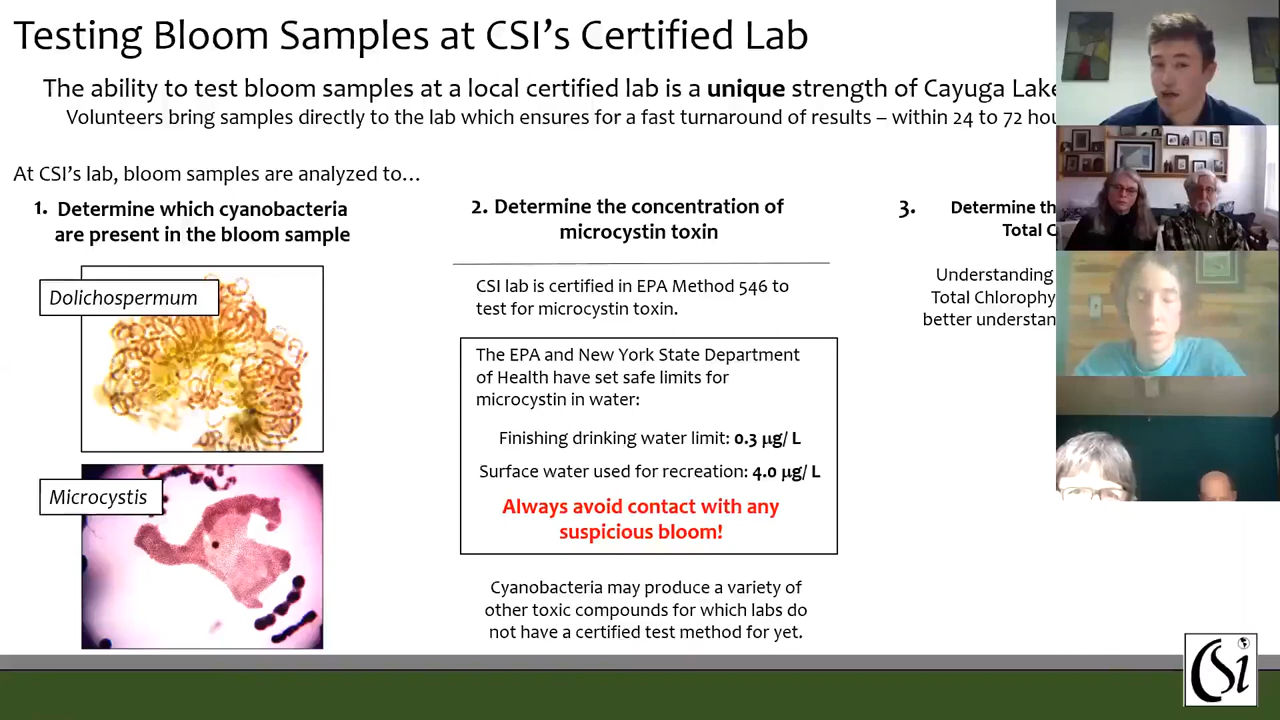 Testing Bloom Samples at CSI's Certified Lab
The ability to test bloom samples at a local certified lab is a unique strength of Cayuga Lake
Volunteers bring samples directly to the lab which ensures for a fast turnaround of results – within 24 to 72
At CSI's lab, bloom samples are analyzed to…
1. Determine which cyanobacteria
are present in the bloom sample
Dolichospermum
Microcystis
2. Determine the concentration of
microcystin toxin
CSI lab is certified in EPA Method 546 to
test for microcystin toxin.
The EPA and New York State Department
of Health have set safe limits for
microcystin in water:
Finishing drinking water limit: 0.3 µg/ L
Surface water used for recreation: 4.0 µg/ L
Always avoid contact with any
suspicious bloom!
Cyanobacteria may produce a variety of
other toxic compounds for which labs do
not have a certified test method for yet.
3. Determine
Total
Understanding
Total
better
CSi